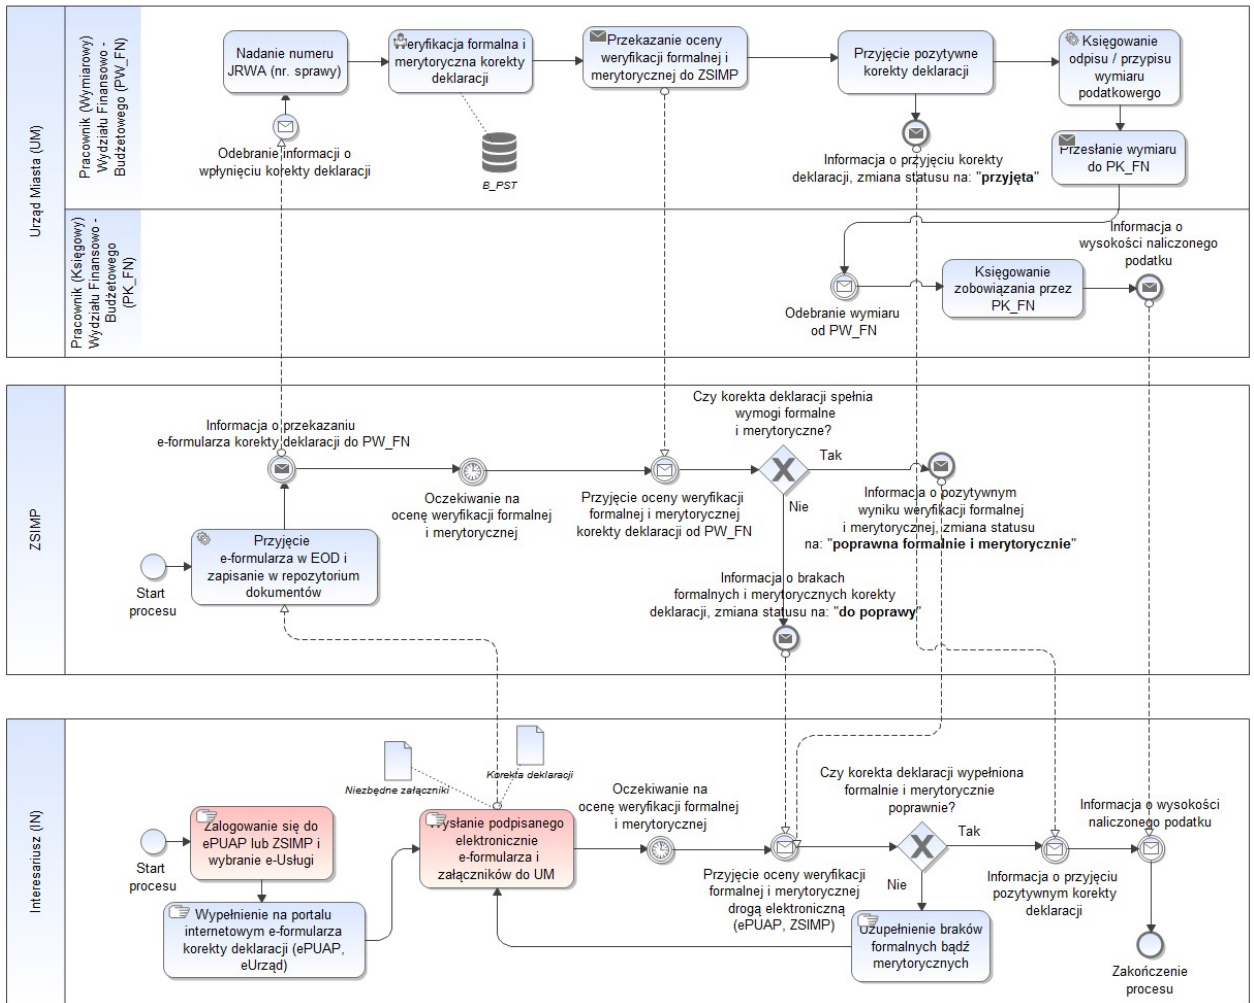 Urząd Miasta (UM)
Pracownik (Wymiarowy)
Wydziału Finansowo -
Budżetowego (PW_FN)
Nadanie numeru
JRWA (nr. sprawy)
Weryfikacja formalna i
merytoryczna korekty
deklaracji
Przekazanie oceny
weryfikacji formalnej i
merytorycznej do ZSIMP
Przyjęcie pozytywne
korekty deklaracji
Księgowanie
odpisu / przypisu
wymiaru
podatkowergo
Odebranie informacji o
wpłynięciu korekty deklaracji
B_PST
Informacja o przyjęciu korekty
deklaracji, zmiana statusu na: "przyjęta"
Przesłanie wymiaru
do PK_FN
Pracownik (Księgowy)
Wydziału Finansowo -
Budżetowego
(PK_FN)
Odebranie wymiaru
od PW_FN
Księgowanie
zobowiązania przez
PK_FN
Informacja o
wysokości naliczonego
podatku
ZSIMP
Start
procesu
Przyjęcie
e-formularza w EOD i
zapisanie w repozytorium
dokumentów
Informacja o przekazaniu
e-formularza korekty deklaracji do PW_FN
Oczekiwanie na
ocenę weryfikacji formalnej
i merytorycznej
Przyjęcie oceny weryfikacji
formalnej i merytorycznej
korekty deklaracji od PW_FN
Czy korekta deklaracji spełnia
wymogi formalne
i merytoryczne?
Tak
Nie
Informacja o pozytywnym
wyniku weryfikacji formalnej
i merytorycznej, zmiana statusu
na: "poprawna formalnie i merytorycznie"
Informacja o brakach
formalnych i merytorycznych korekty
deklaracji, zmiana statusu na: "do poprawy"
Interesariusz (IN)
Start
procesu
Zalogowanie się do
ePUAP lub ZSIMP i
wybranie e-Usługi
Wypełnienie na portalu
internetowym e-formularza
korekty deklaracji (ePUAP,
eUrząd)
Niezbędne załączniki
Korekta deklaracji
Wysłanie podpisanego
elektronicznie
e-formularza i
załączników do UM
Oczekiwanie na
ocenę weryfikacji formalnej
i merytorycznej
Przyjęcie oceny weryfikacji
formalnej i merytorycznej
drogą elektroniczną
(ePUAP, ZSIMP)
Czy korekta deklaracji wypełniona
formalnie i merytorycznie
poprawnie?
Tak
Nie
Uzupełnienie braków
formalnych bądź
merytorycznych
Informacja o przyjęciu
pozytywnym korekty
deklaracji
Informacja o wysokości
naliczonego podatku
Zakończenie
procesu